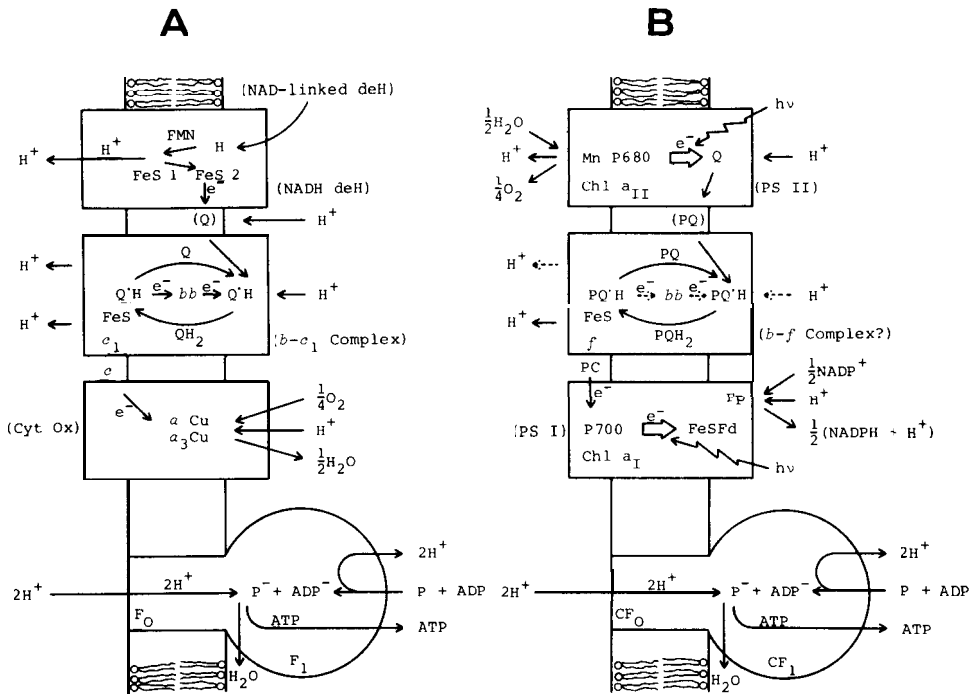 A
(NAD-linked deH)
FMN
H
H⁺
H⁺
FeS 1
FeS 2
e⁻
(NADH deH)
(Q)
H⁺
Q
H⁺
Q·H
e⁻
bb
e⁻
Q·H
H⁺
FeS
H⁺
QH₂
c₁
(b-c₁ Complex)
c
e⁻
a Cu
a₃Cu
¼O₂
H⁺
½H₂O
(Cyt Ox)
2H⁺
2H⁺
P⁻ + ADP⁻
2H⁺
P + ADP
ATP
ATP
F₀
F₁
H₂O
B
hν
½H₂O
H⁺
¼O₂
Mn P680
e⁻
Q
H⁺
Chl aII
(PS II)
(PQ)
PQ
H⁺
PQ·H
e⁻
bb
e⁻
PQ·H
H⁺
FeS
H⁺
PQH₂
f
(b-f Complex?)
PC
e⁻
½NADP⁺
FP
H⁺
½(NADPH + H⁺)
(PS I)
P700
e⁻
FeSFd
Chl aI
hν
2H⁺
2H⁺
P⁻ + ADP⁻
2H⁺
P + ADP
ATP
ATP
CF₀
CF₁
H₂O